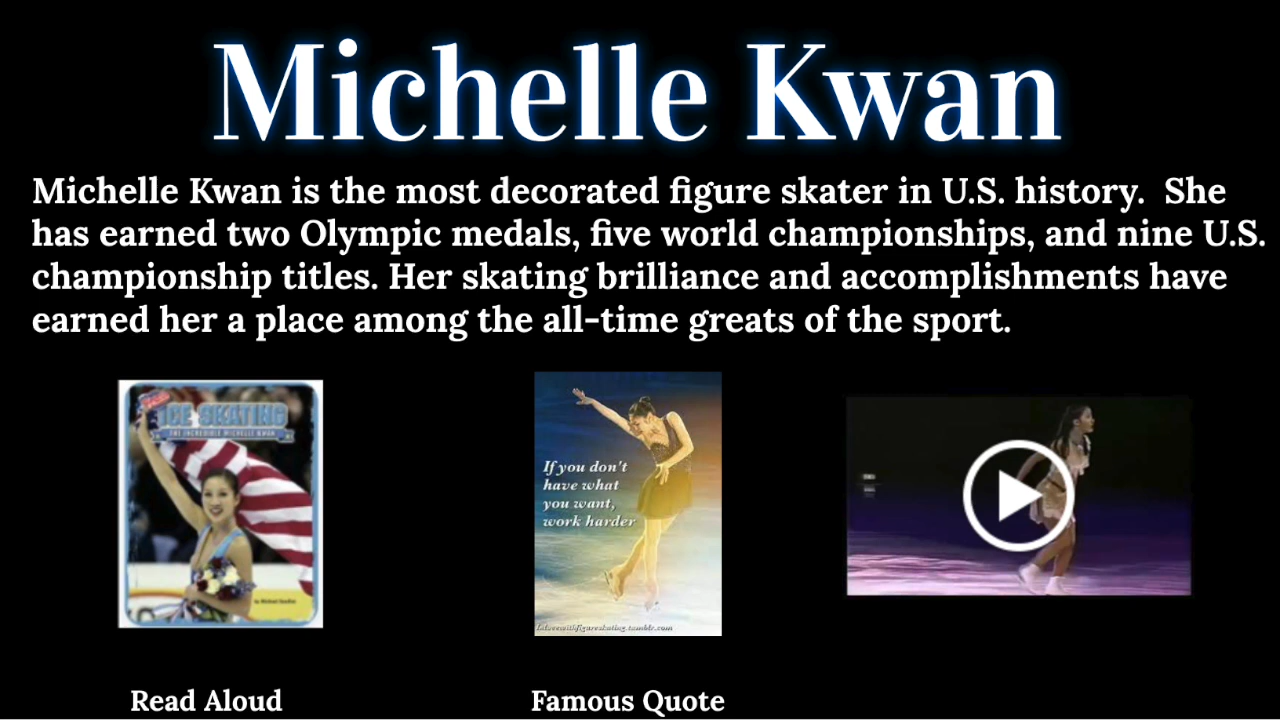 Michelle Kwan
Michelle Kwan is the most decorated figure skater in U.S. history.  She
has earned two Olympic medals, five world championships, and nine U.S.
championship titles. Her skating brilliance and accomplishments have
earned her a place among the all-time greats of the sport.
ICE SKATING
THE INCREDIBLE MICHELLE KWAN
by Michael Sandler
If you don't
have what
you want,
work harder
Read Aloud
Famous Quote